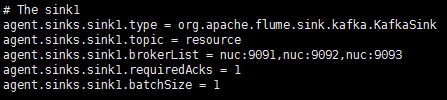 # The sink1
agent.sinks.sink1.type = org.apache.flume.sink.kafka.KafkaSink
agent.sinks.sink1.topic = resource
agent.sinks.sink1.brokerList = nuc:9091,nuc:9092,nuc:9093
agent.sinks.sink1.requiredAcks = 1
agent.sinks.sink1.batchSize = 1